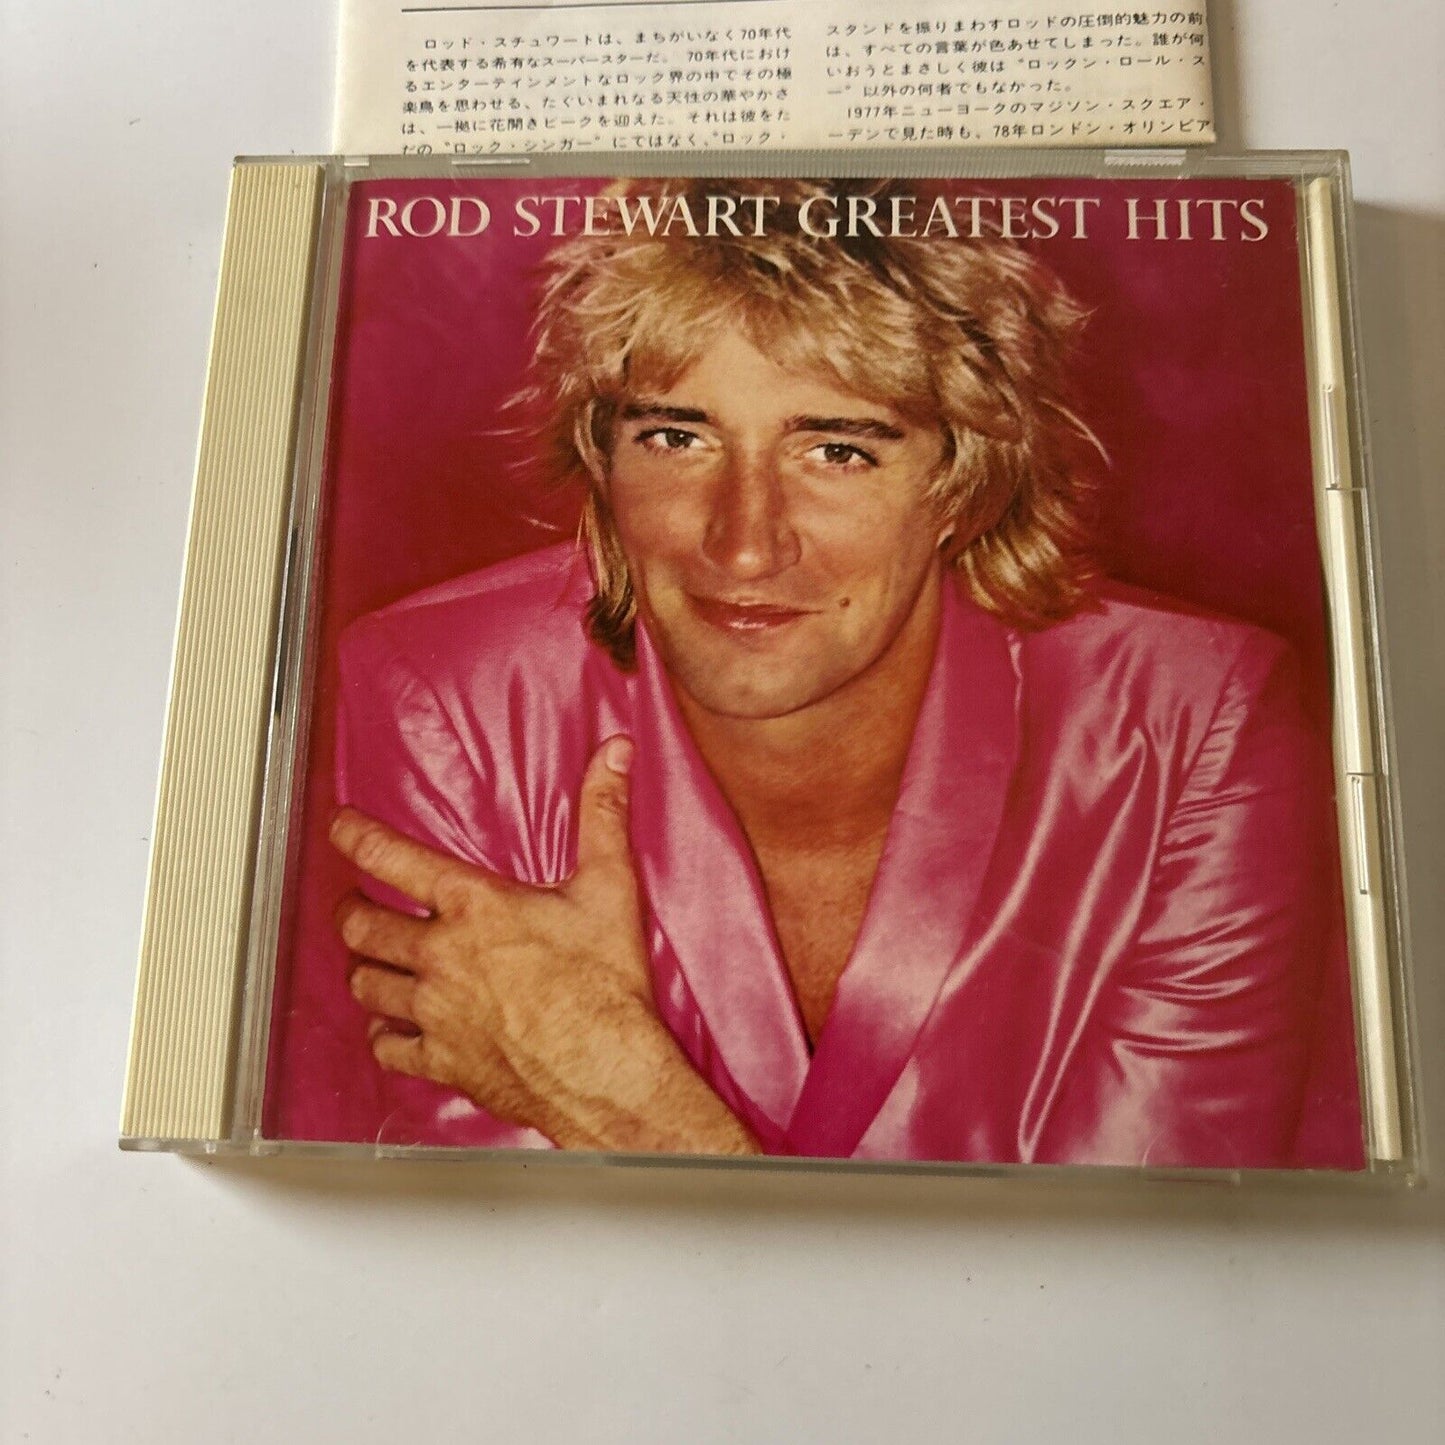 ロッド・スチュワートは、まちがいなく70年代
を代表する希有なスーパースターだ。70年代におけ
るエンターテインメントなロック界の中でその極
楽鳥を思わせる、たぐいまれなる天性の華やかさ
は、一拠に花開きピークを迎えた。それは彼をた
だの“ロック・シンガー”にではなく、“ロック・
スタンドを振りまわすロッドの圧倒的魅力の前
は、すべての言葉が色あせてしまった。誰が何
いおうとまさしく彼は“ロックン・ロール・ス
ー”以外の何者でもなかった。
1977年ニューヨークのマジソン・スクエア・
ーデンで見た時も、78年ロンドン・オリンピア
ROD STEWART GREATEST HITS